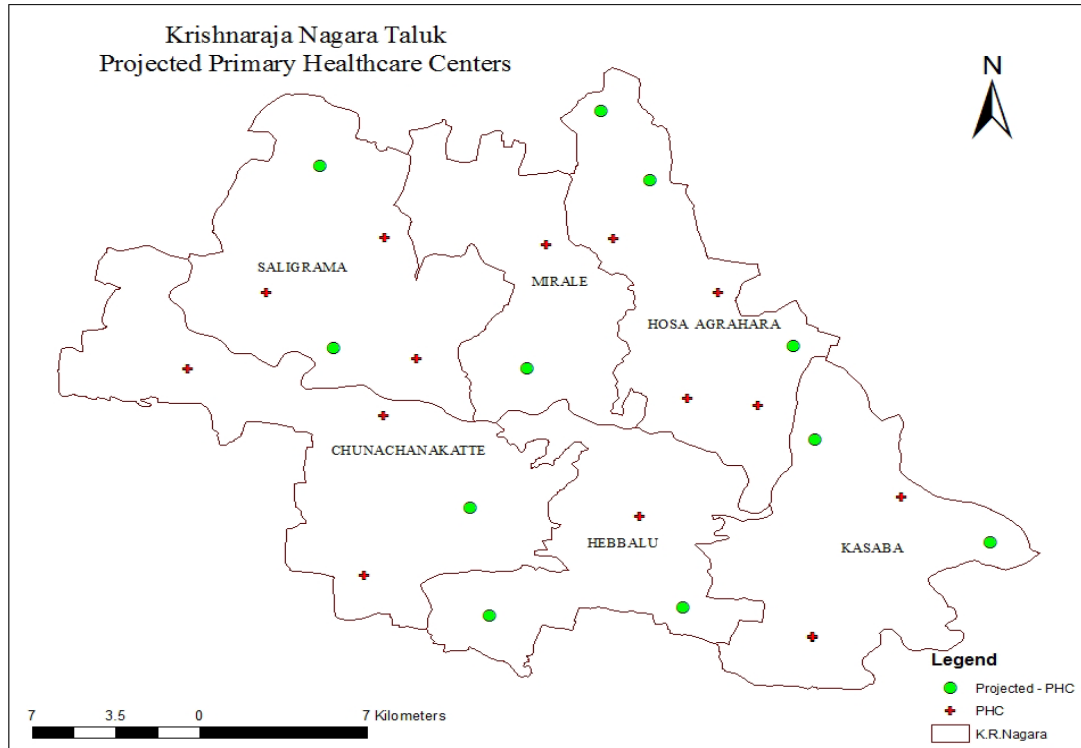 Krishnaraja Nagara Taluk
Projected Primary Healthcare Centers
N
SALIGRAMA
MIRALE
HOSA AGRAHARA
CHUNACHANAKATTE
HEBBALU
KASABA
Legend
Projected - PHC
PHC
K.R.Nagara
7 3.5 0 7 Kilometers